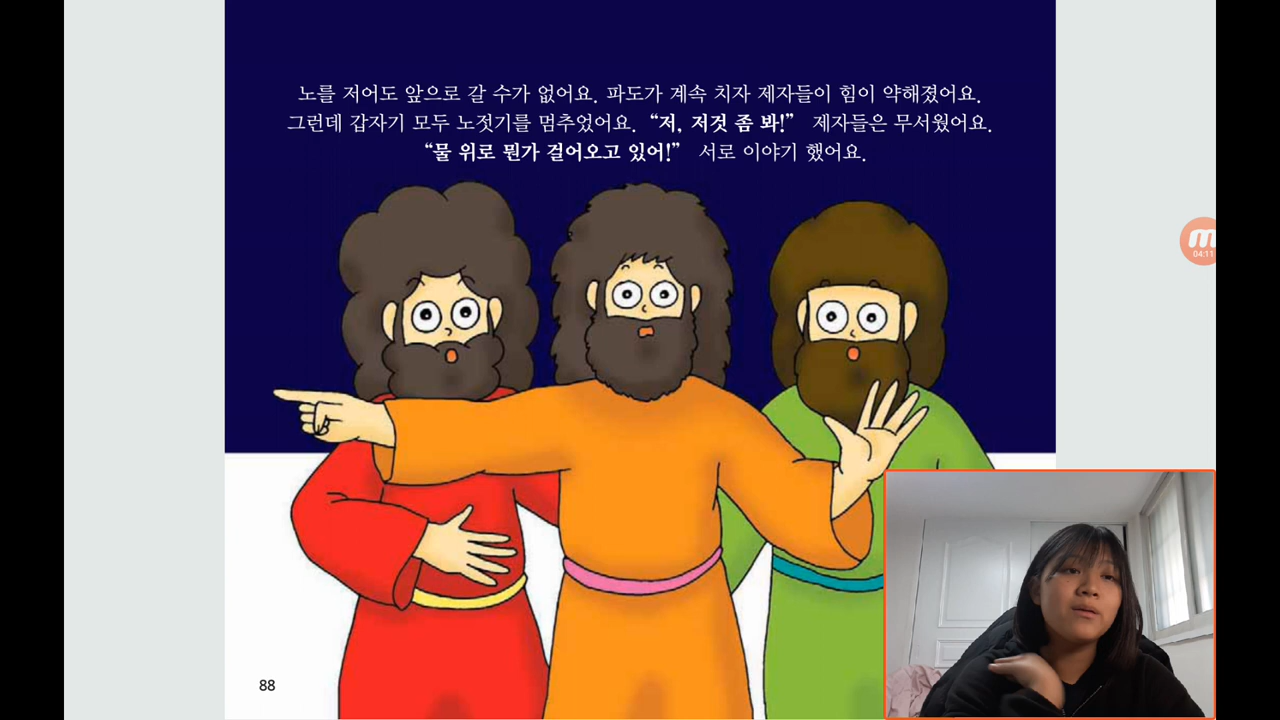 노를 저어도 앞으로 갈 수가 없어요. 파도가 계속 치자 제자들이 힘이 약해졌어요.
그런데 갑자기 모두 노젓기를 멈추었어요. “저, 저것 좀 봐!” 제자들은 무서웠어요.
“물 위로 뭔가 걸어오고 있어!” 서로 이야기 했어요.
04:11
88